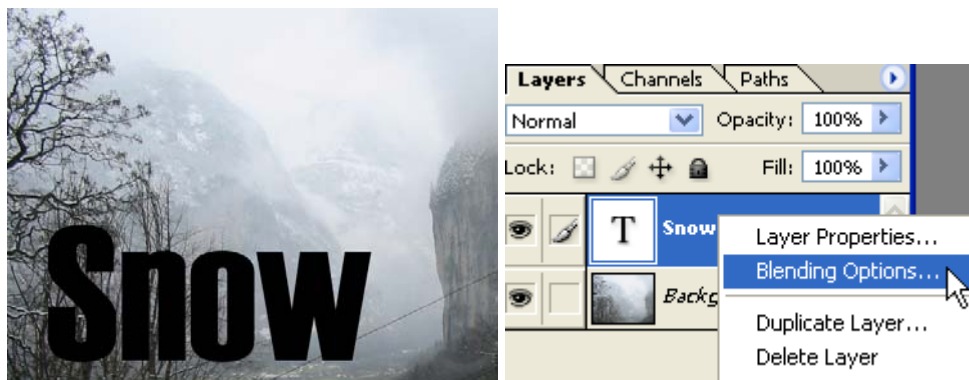 Snow
Layers Channels Paths
Normal Opacity: 100%
Lock: Fill: 100%
T Snow
Layer Properties...
Blending Options...
Backg
Duplicate Layer...
Delete Layer